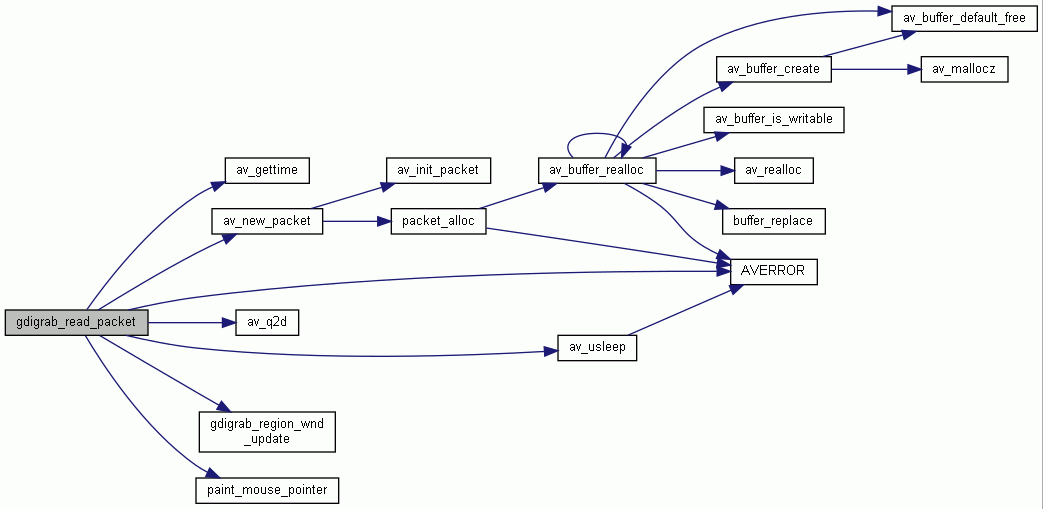 av_buffer_default_free
av_buffer_create
av_mallocz
av_buffer_is_writable
av_gettime
av_init_packet
av_buffer_realloc
av_realloc
av_new_packet
packet_alloc
buffer_replace
AVERROR
gdigrab_read_packet
av_q2d
av_usleep
gdigrab_region_wnd
_update
paint_mouse_pointer